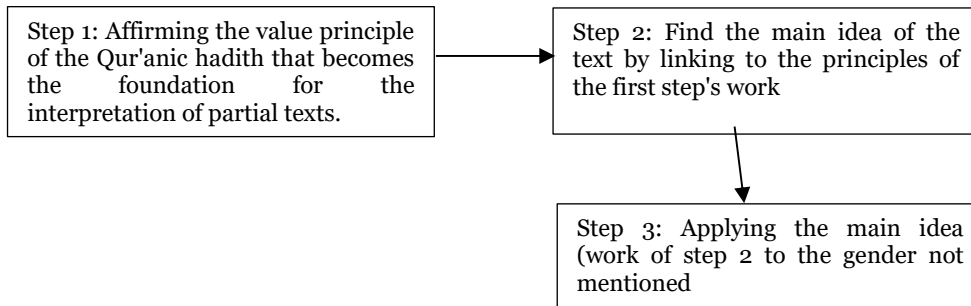 Step 1: Affirming the value principle
of the Qur'anic hadith that becomes
the foundation for the
interpretation of partial texts.
Step 2: Find the main idea of the
text by linking to the principles of
the first step's work
Step 3: Applying the main idea
(work of step 2 to the gender not
mentioned